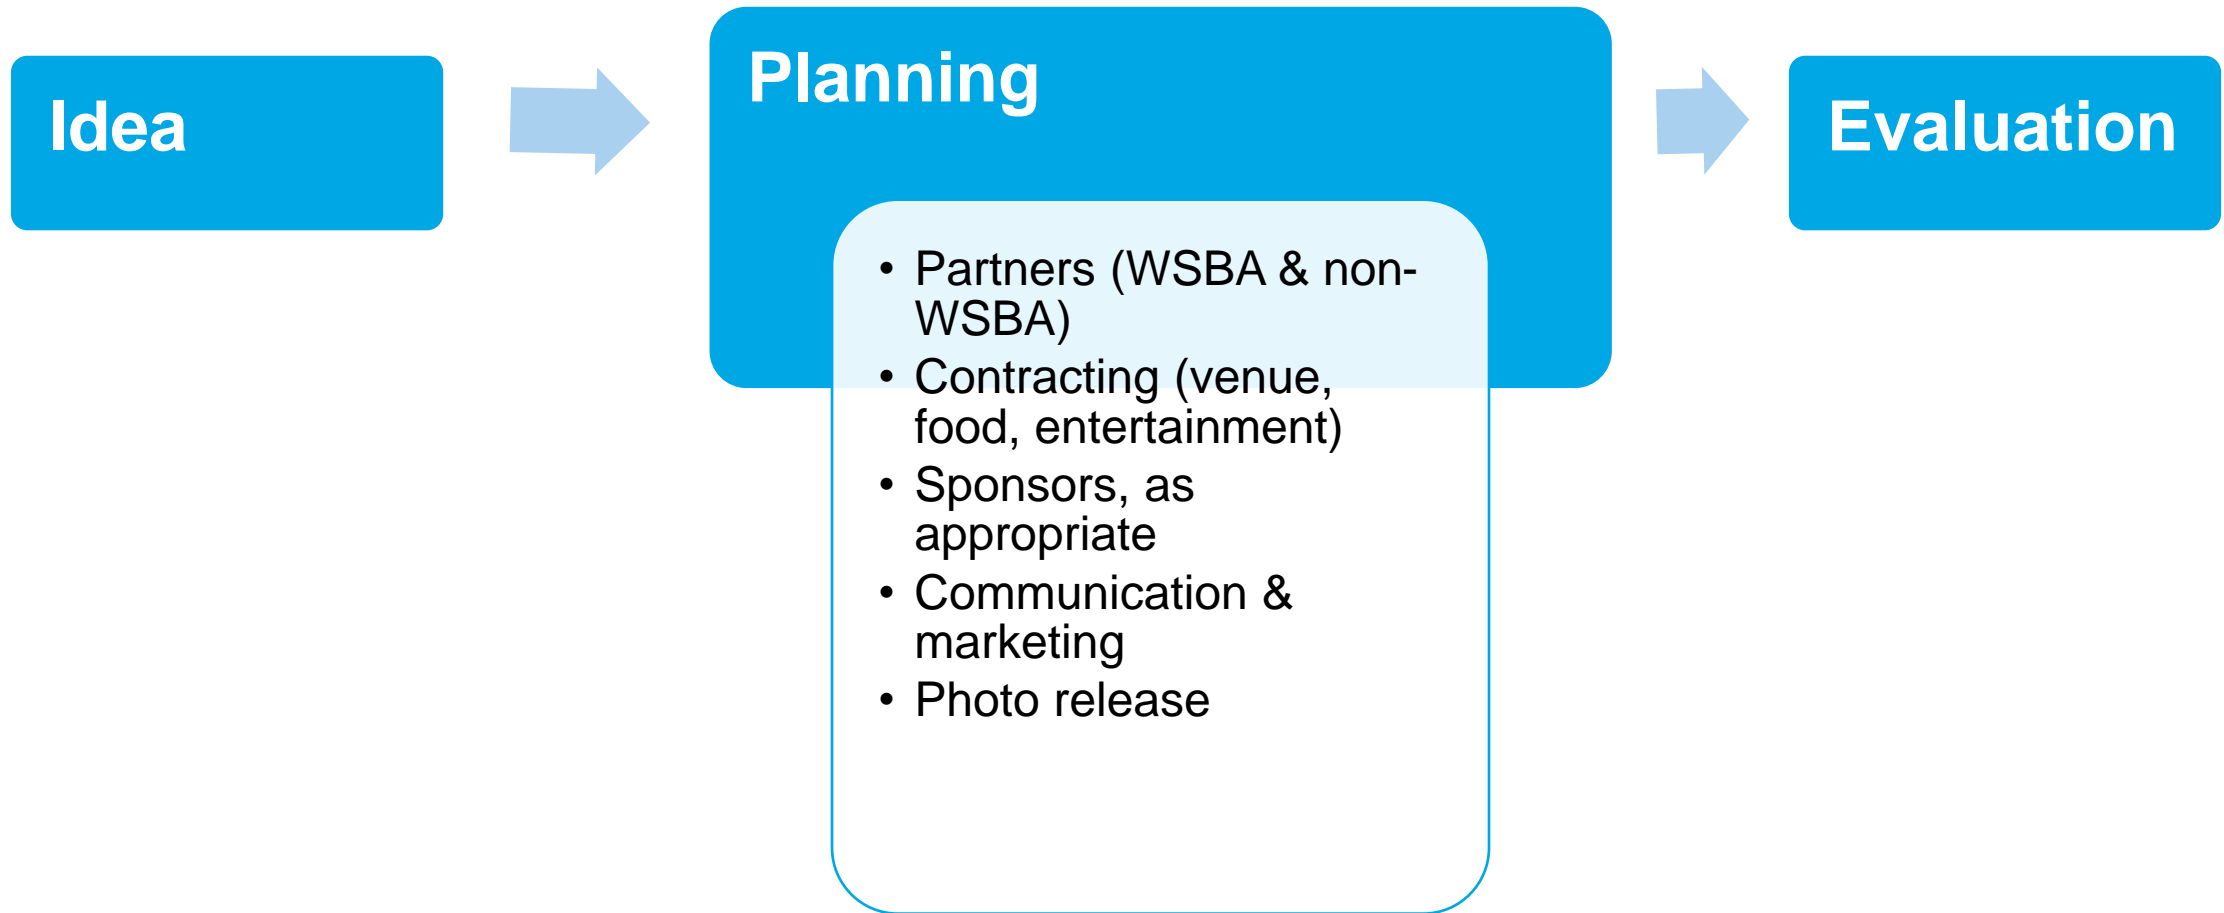 Idea
Planning
• Partners (WSBA & non-
WSBA)
• Contracting (venue,
food, entertainment)
• Sponsors, as
appropriate
• Communication &
marketing
• Photo release
Evaluation